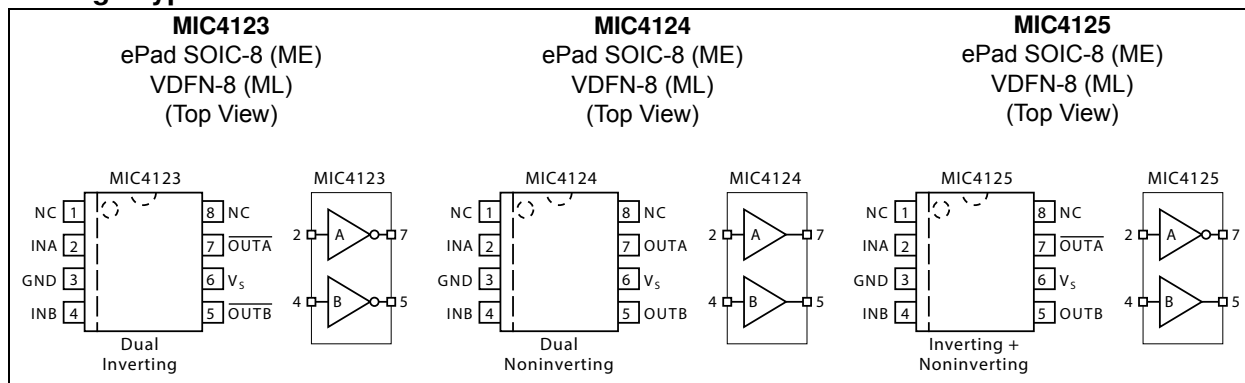 MIC4123
ePad SOIC-8 (ME)
VDFN-8 (ML)
(Top View)
MIC4123
NC 1
8 NC
INA 2
7 OUTA
GND 3
6 VS
INB 4
5 OUTB
Dual
Inverting
MIC4123
2 A 7
4 B 5
MIC4124
ePad SOIC-8 (ME)
VDFN-8 (ML)
(Top View)
MIC4124
NC 1
8 NC
INA 2
7 OUTA
GND 3
6 VS
INB 4
5 OUTB
Dual
Noninverting
MIC4124
2 A 7
4 B 5
MIC4125
ePad SOIC-8 (ME)
VDFN-8 (ML)
(Top View)
MIC4125
NC 1
8 NC
INA 2
7 OUTA
GND 3
6 VS
INB 4
5 OUTB
Inverting +
Noninverting
MIC4125
2 A 7
4 B 5